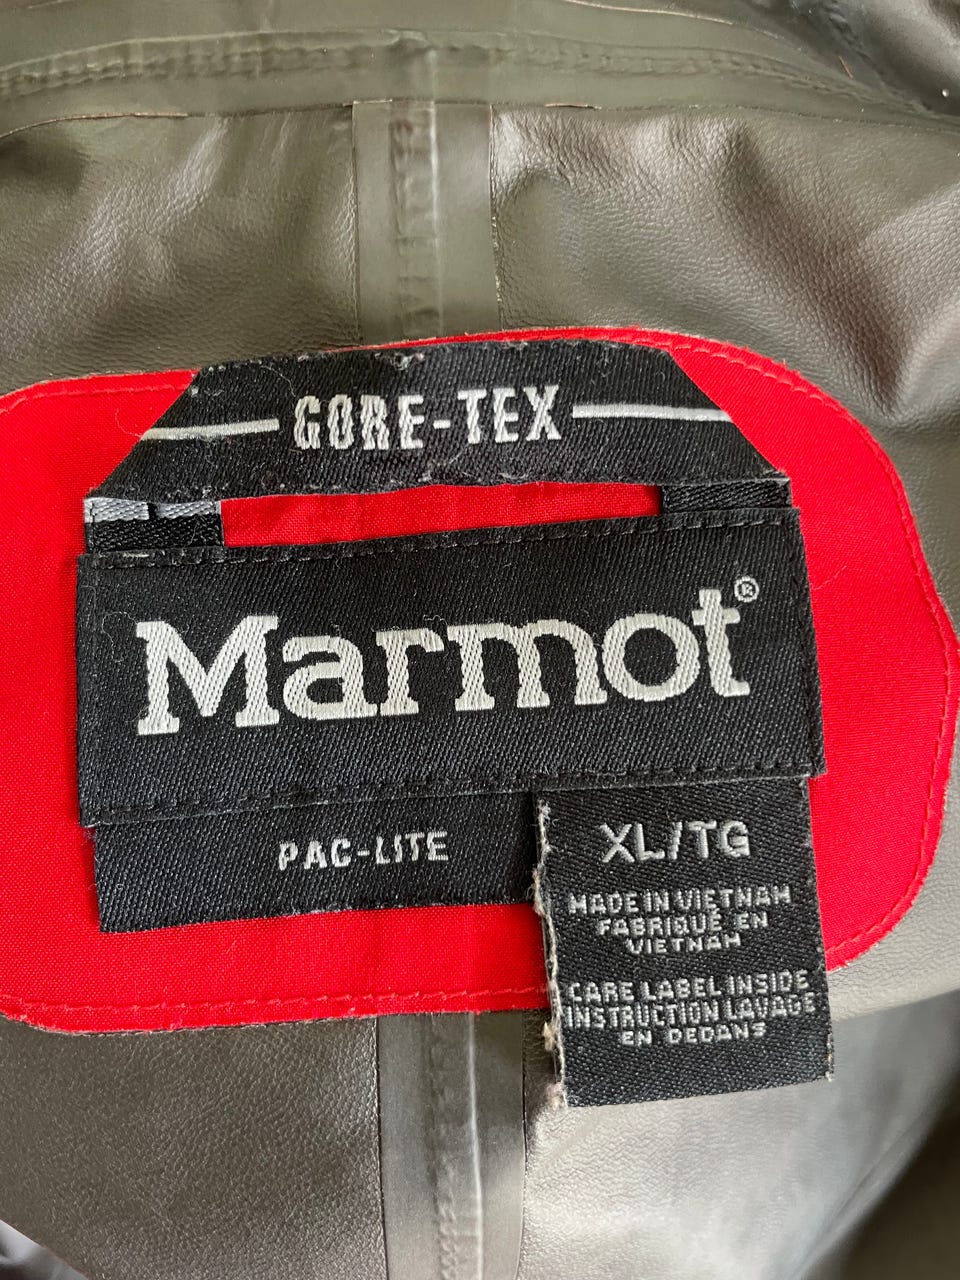 GORE-TEX
Marmot®
PAC-LITE
XL/TG
MADE IN VIETNAM
FABRIQUÉ EN
VIETNAM
CARE LABEL INSIDE
INSTRUCTION LAVAGE
EN DEDANS